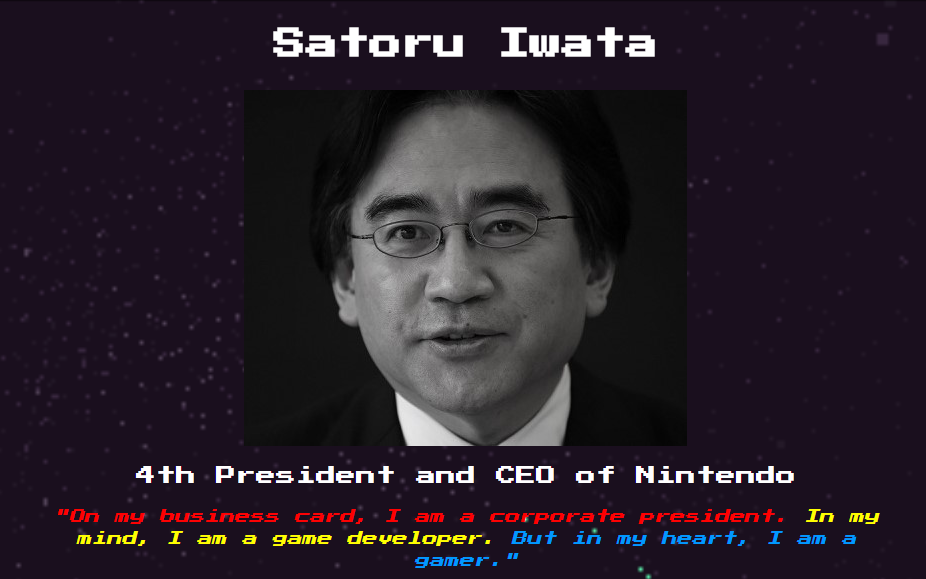 Satoru Iwata
4th President and CEO of Nintendo
"On my business card, I am a corporate president. In my
mind, I am a game developer. But in my heart, I am a
gamer."